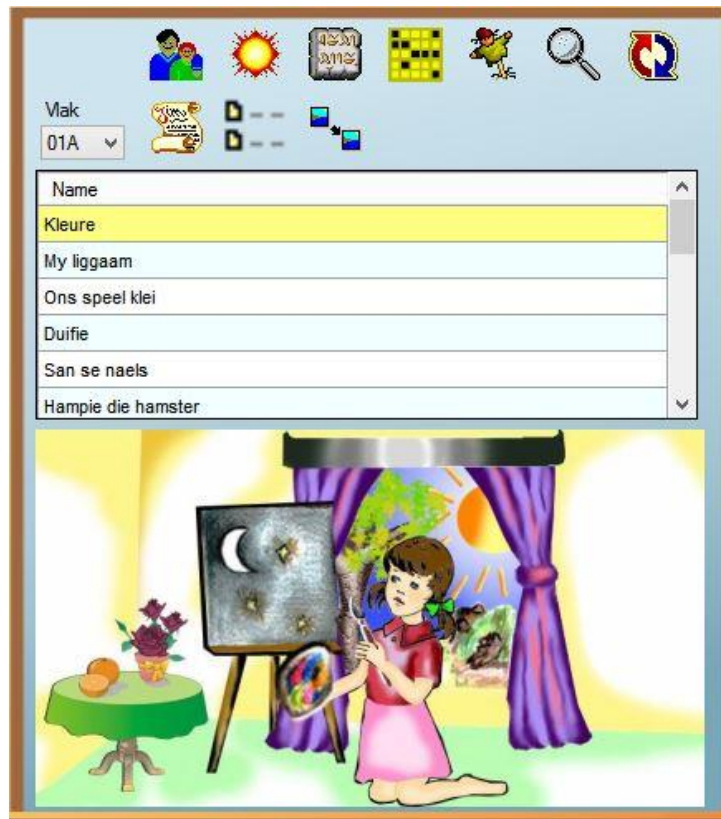 Vlak
01A
Name
Kleure
My liggaam
Ons speel klei
Duifie
San se naels
Hampie die hamster